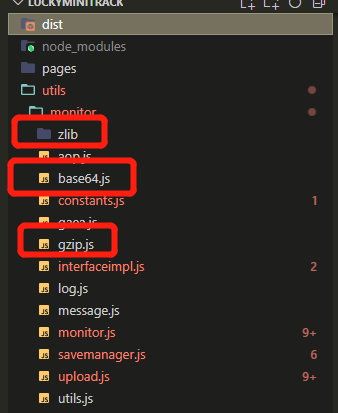 LUCKYMINITRACK
dist
node_modules
pages
utils
monitor
zlib
aop.js
base64.js
constants.js 1
gaea.js
gzip.js
interfaceimpl.js 2
log.js
message.js
monitor.js 9+
savemanager.js 6
upload.js 9+
utils.js